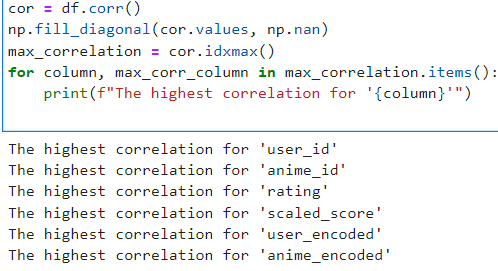 cor = df.corr()
np.fill_diagonal(cor.values, np.nan)
max_correlation = cor.idxmax()
for column, max_corr_column in max_correlation.items():
    print(f"The highest correlation for '{column}'")
The highest correlation for 'user_id'
The highest correlation for 'anime_id'
The highest correlation for 'rating'
The highest correlation for 'scaled_score'
The highest correlation for 'user_encoded'
The highest correlation for 'anime_encoded'